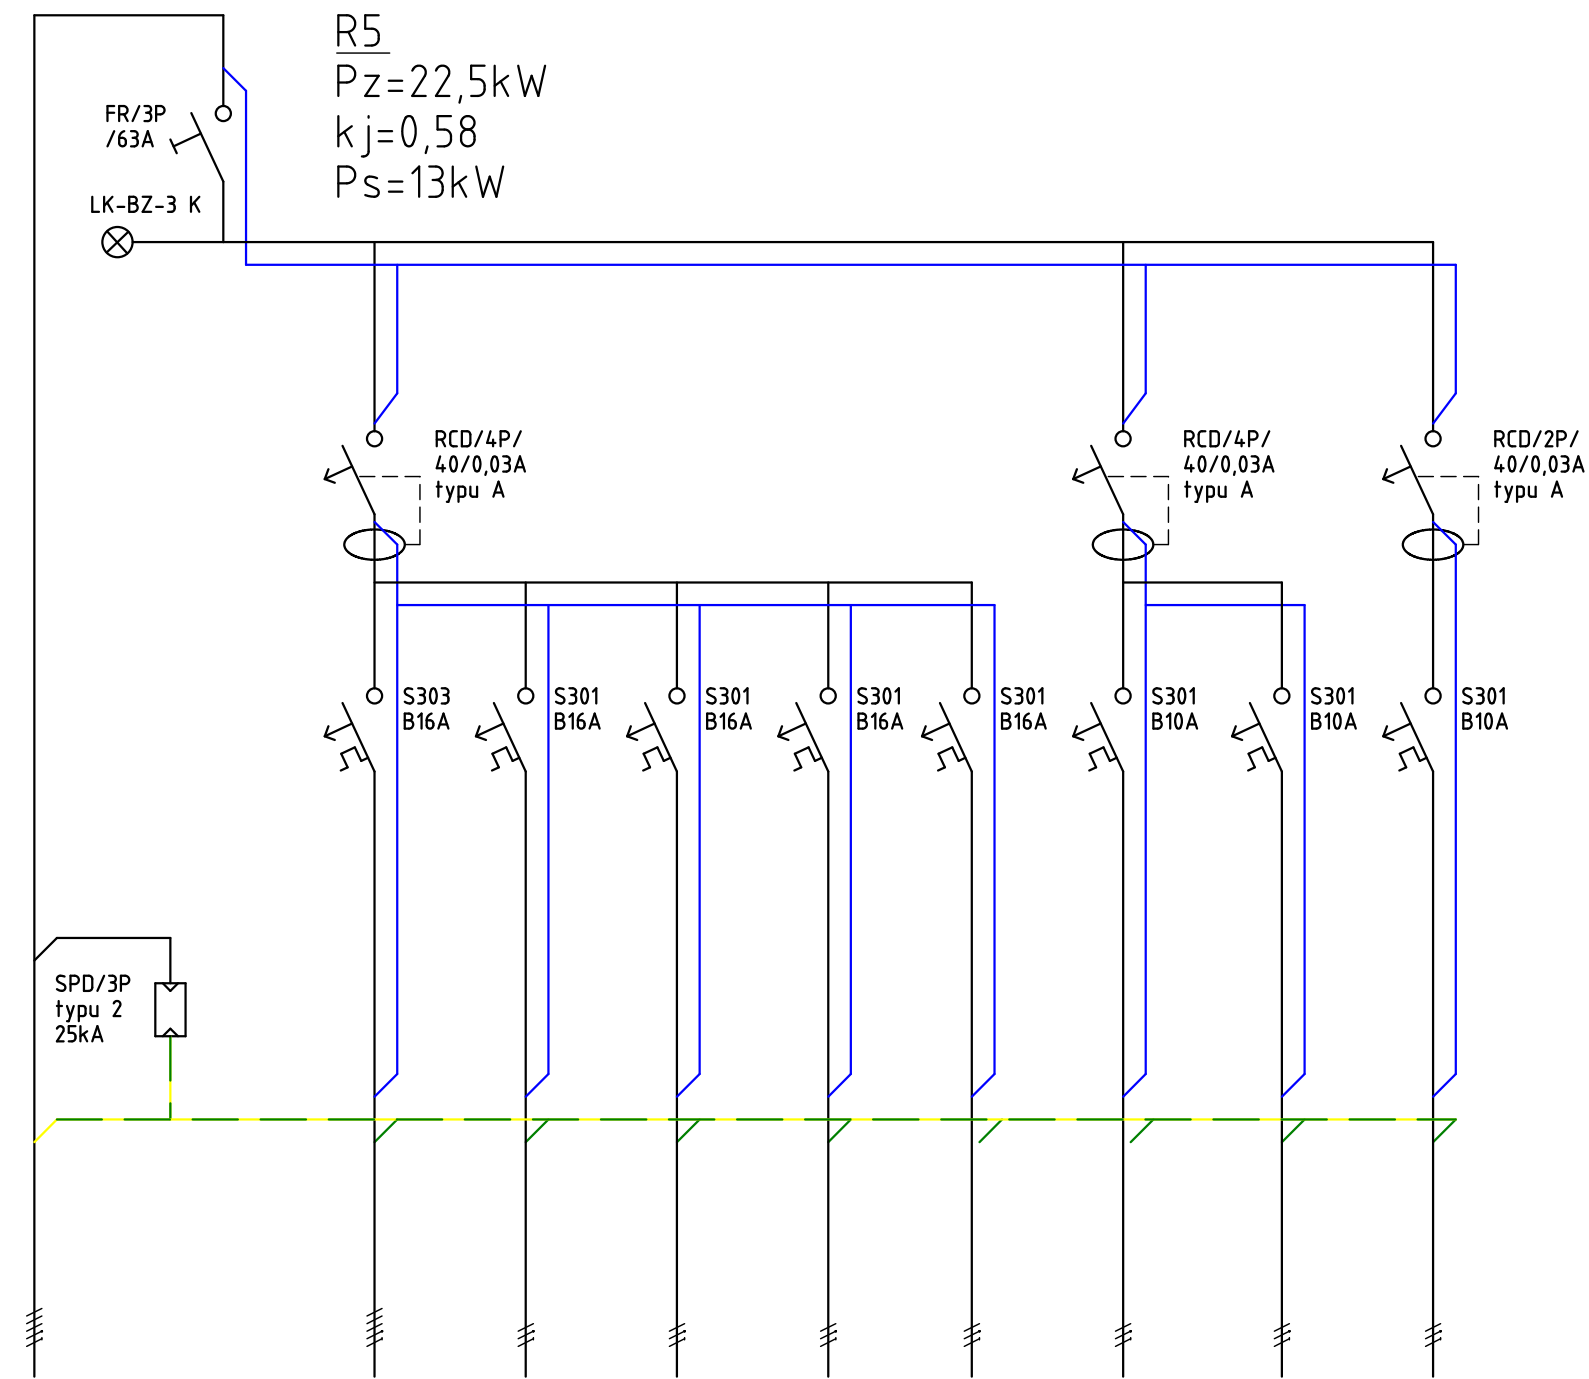 R5
Pz=22,5kW
kj=0,58
Ps=13kW
FR/3P
/63A
LK-BZ-3 K
RCD/4P/
40/0,03A
typu A
RCD/4P/
40/0,03A
typu A
RCD/2P/
40/0,03A
typu A
S303
B16A
S301
B16A
S301
B16A
S301
B16A
S301
B16A
S301
B10A
S301
B10A
S301
B10A
SPD/3P
typu 2
25kA